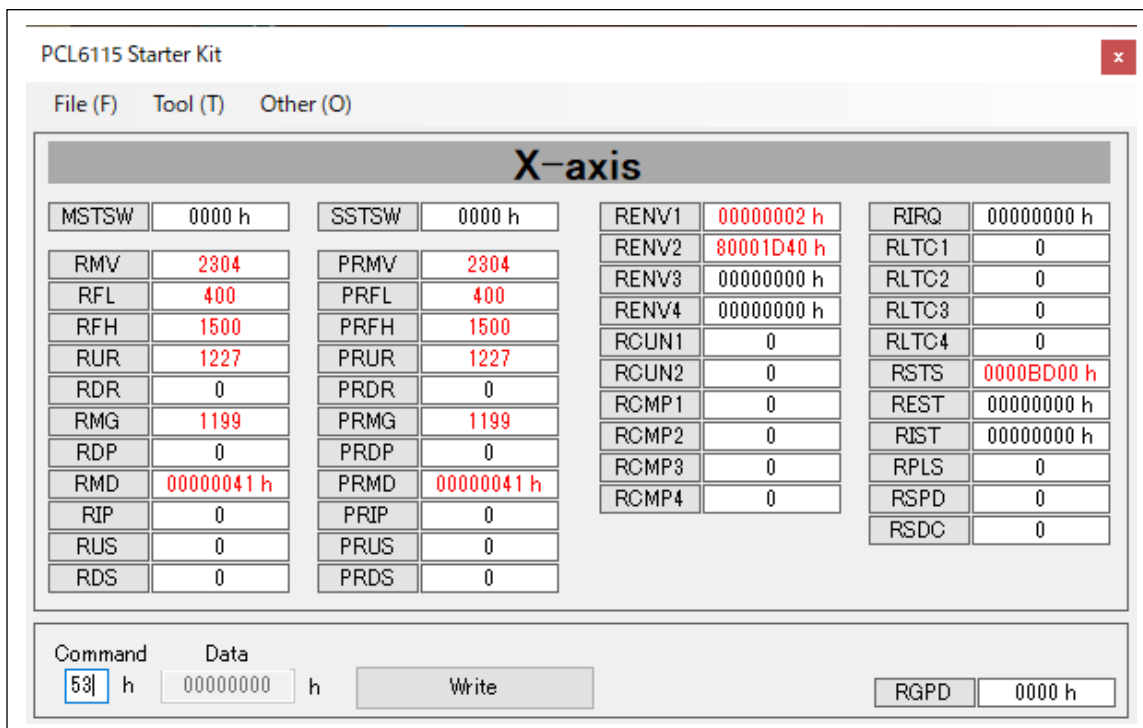 PCL6115 Starter Kit
x
File (F) Tool (T) Other (O)
X-axis
MSTSW 0000 h SSTSW 0000 h RENV1 00000002 h RIRQ 00000000 h
RENV2 80001D40 h RLTC1 0
RMV 2304 PRMV 2304 RENV3 00000000 h RLTC2 0
RFL 400 PRFL 400 RENV4 00000000 h RLTC3 0
RFH 1500 PRFH 1500 RCUN1 0 RLTC4 0
RUR 1227 PRUR 1227 RCUN2 0 RSTS 0000BD00 h
RDR 0 PRDR 0 RCMP1 0 REST 00000000 h
RMG 1199 PRMG 1199 RCMP2 0 RIST 00000000 h
RDP 0 PRDP 0 RCMP3 0 RPLS 0
RMD 00000041 h PRMD 00000041 h RCMP4 0 RSPD 0
RIP 0 PRIP 0 RSDC 0
RUS 0 PRUS 0
RDS 0 PRDS 0
Command Data
53 h 00000000 h Write RGPD 0000 h